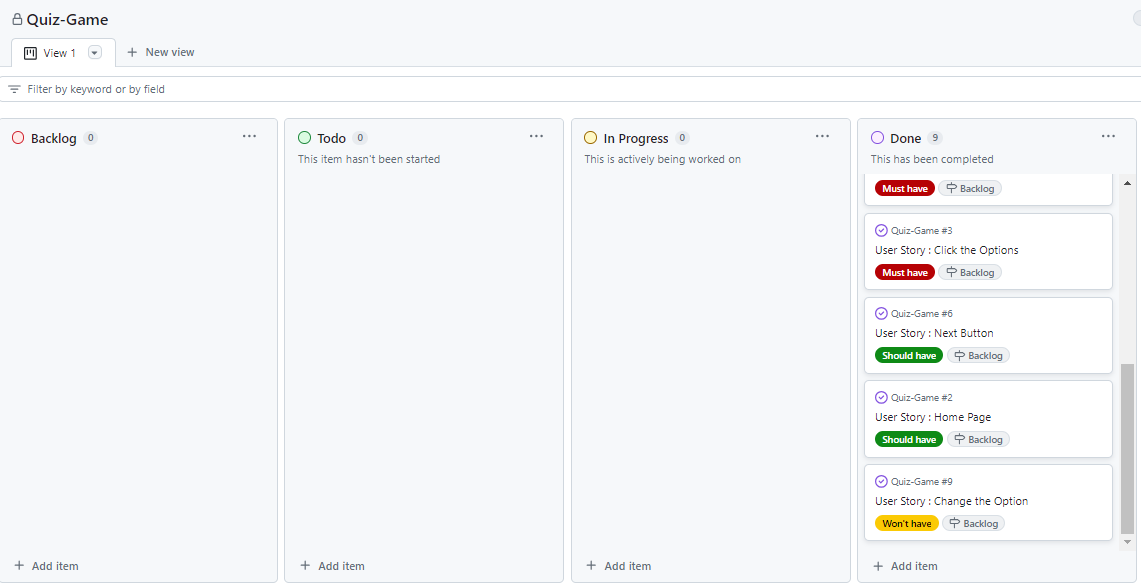 Quiz-Game
View 1
New view
Filter by keyword or by field
Backlog 0
Todo 0
This item hasn't been started
In Progress 0
This is actively being worked on
Done 9
This has been completed
Must have Backlog
Quiz-Game #3
User Story : Click the Options
Must have Backlog
Quiz-Game #6
User Story : Next Button
Should have Backlog
Quiz-Game #2
User Story : Home Page
Should have Backlog
Quiz-Game #9
User Story : Change the Option
Won't have Backlog
+ Add item
+ Add item
+ Add item
+ Add item